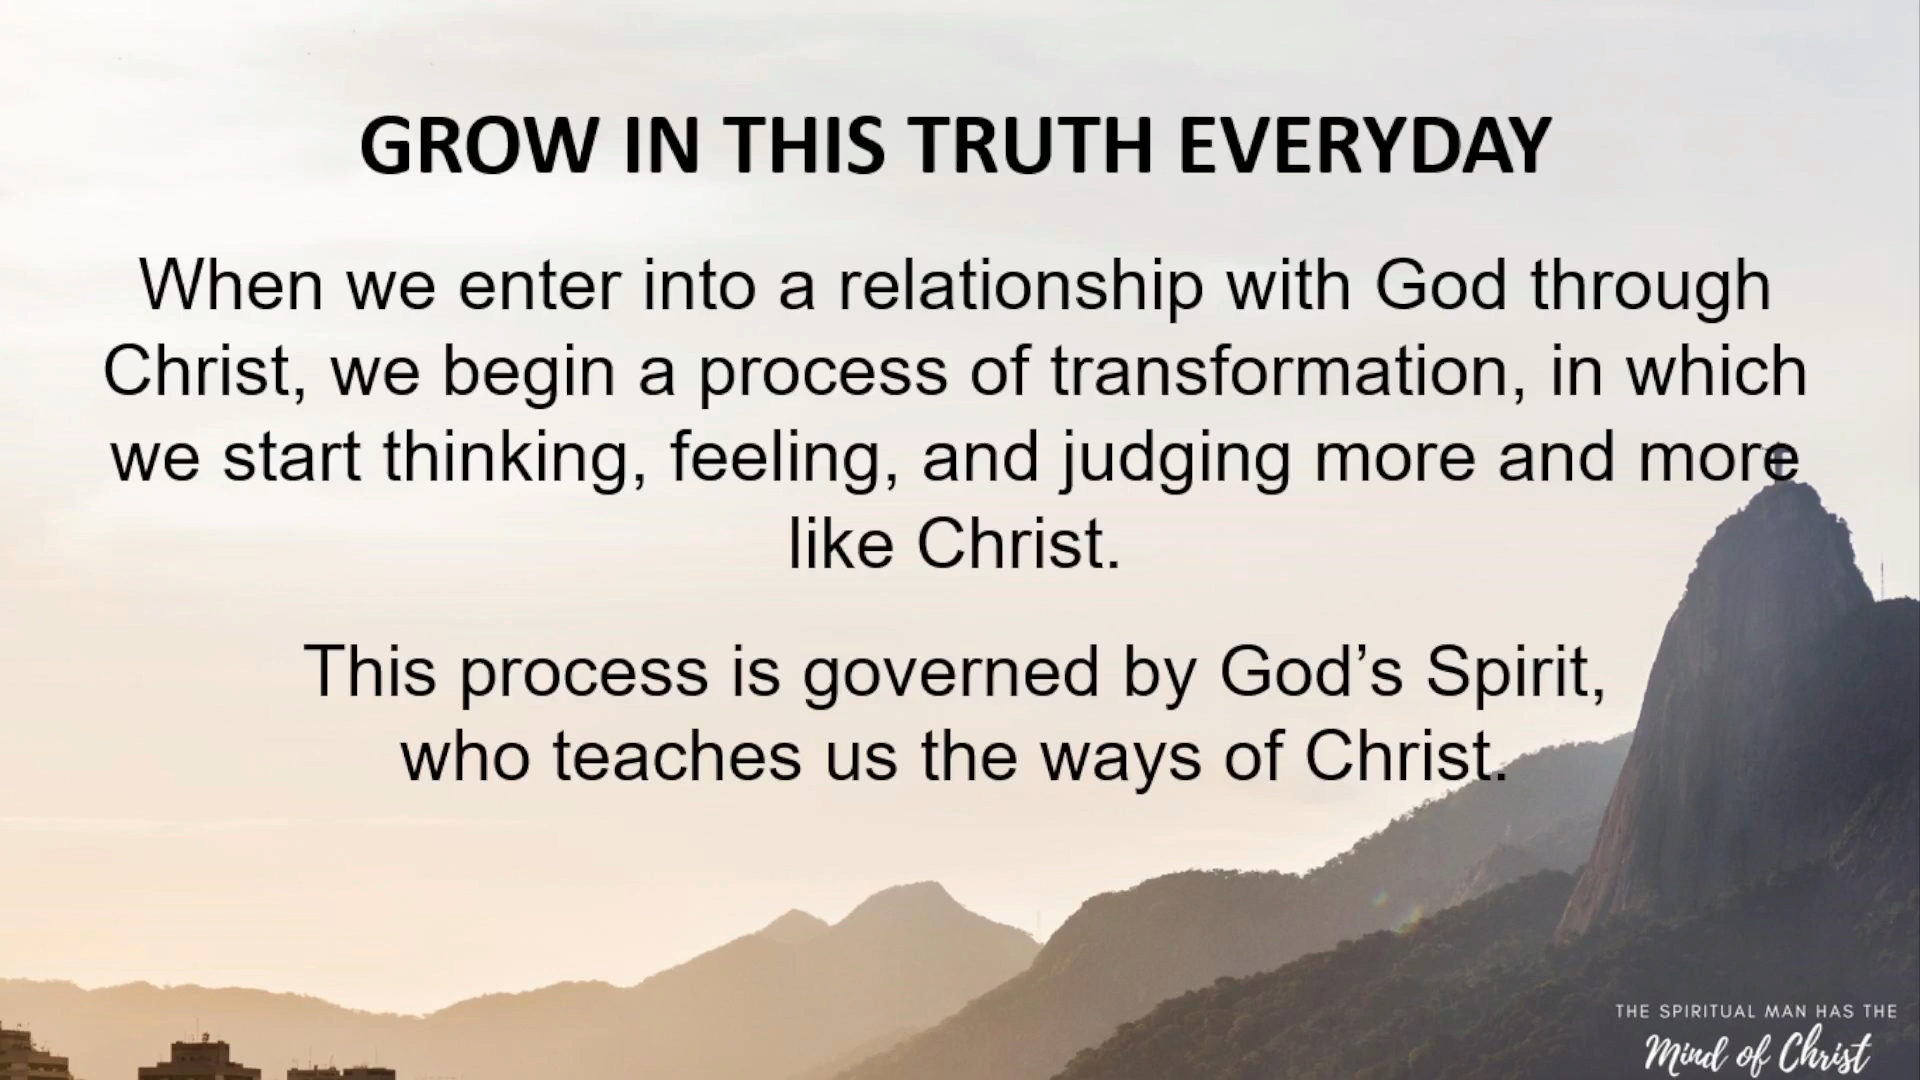 GROW IN THIS TRUTH EVERYDAY
When we enter into a relationship with God through
Christ, we begin a process of transformation, in which
we start thinking, feeling, and judging more and more
like Christ.
This process is governed by God’s Spirit,
who teaches us the ways of Christ.
THE SPIRITUAL MAN HAS THE
Mind of Christ